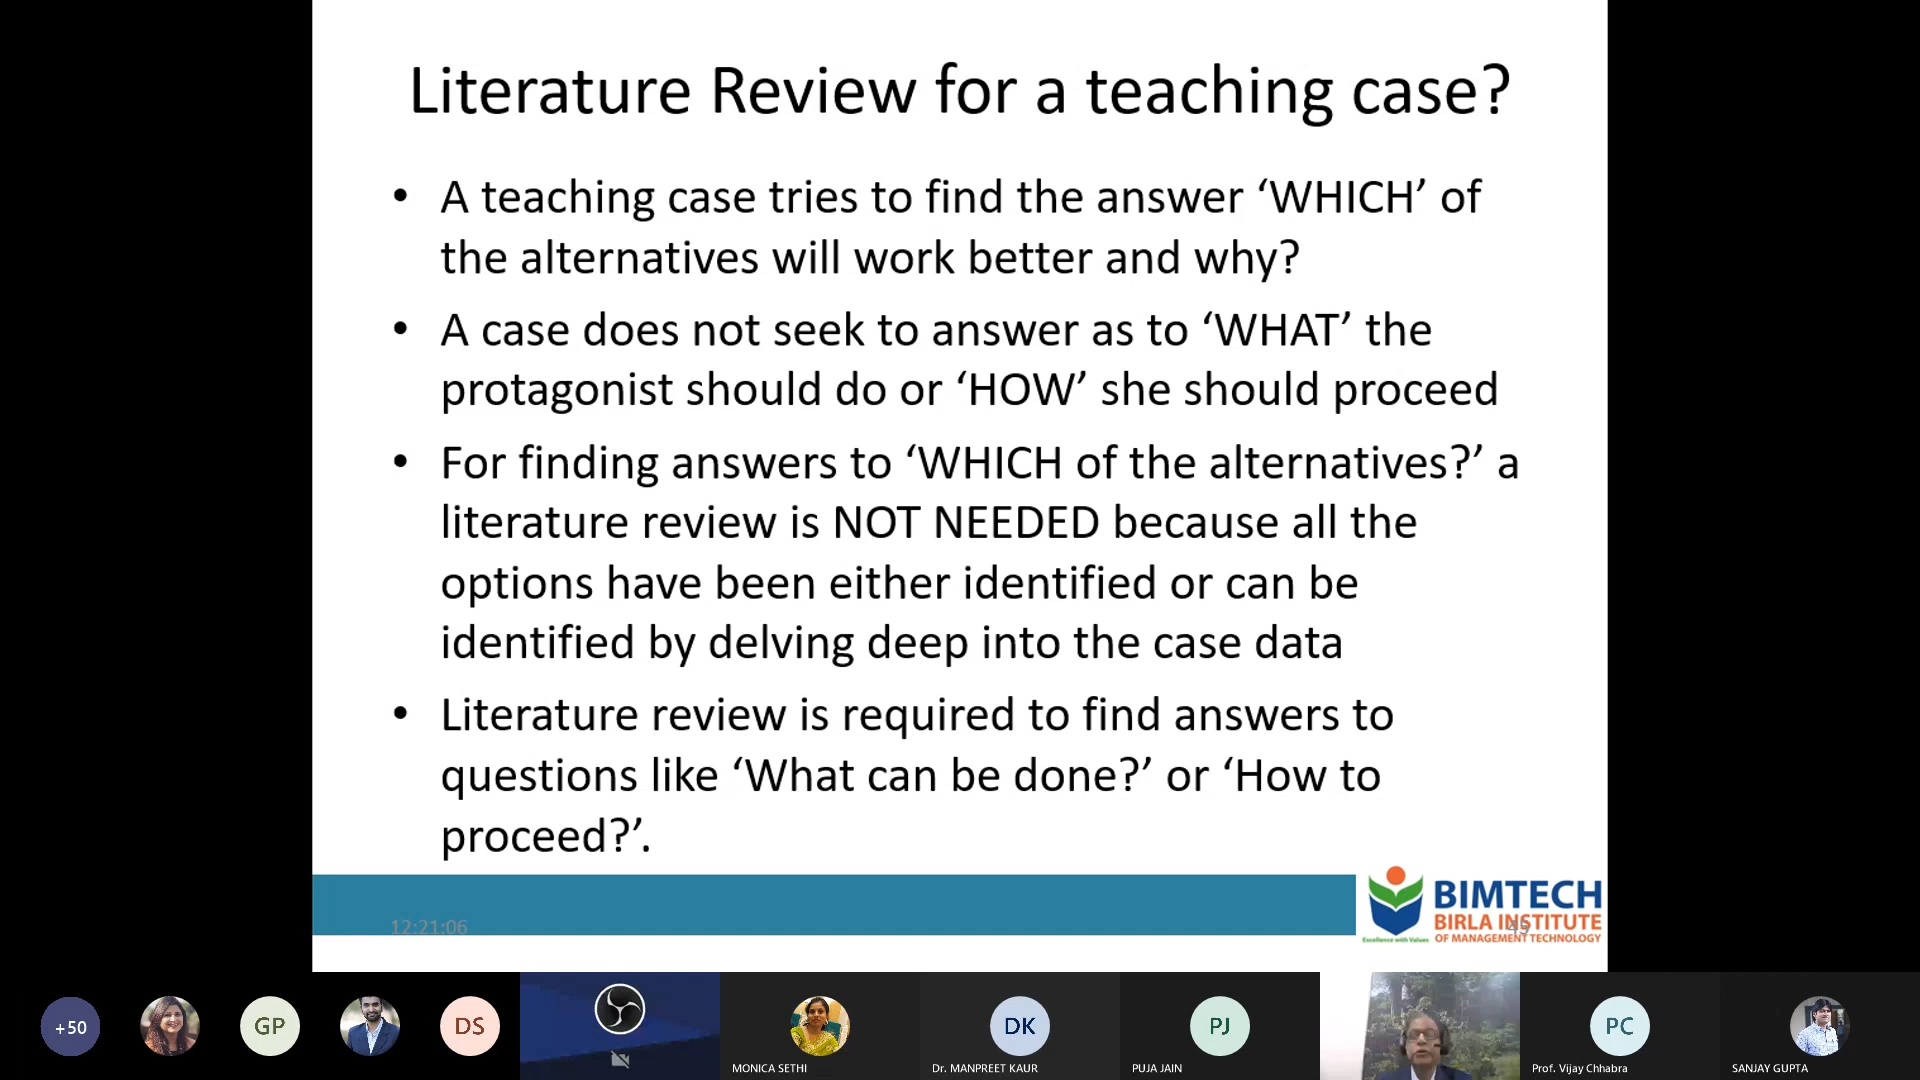 Literature Review for a teaching case?
• A teaching case tries to find the answer ‘WHICH’ of
the alternatives will work better and why?
• A case does not seek to answer as to ‘WHAT’ the
protagonist should do or ‘HOW’ she should proceed
• For finding answers to ‘WHICH of the alternatives?’ a
literature review is NOT NEEDED because all the
options have been either identified or can be
identified by delving deep into the case data
• Literature review is required to find answers to
questions like ‘What can be done?’ or ‘How to
proceed?’.
12:21:06
BIMTECH
BIRLA INSTITUTE
OF MANAGEMENT TECHNOLOGY
Excellence with Values
45
+50
GP
DS
MONICA SETHI
DK
Dr. MANPREET KAUR
PJ
PUJA JAIN
PC
Prof. Vijay Chhabra
SANJAY GUPTA